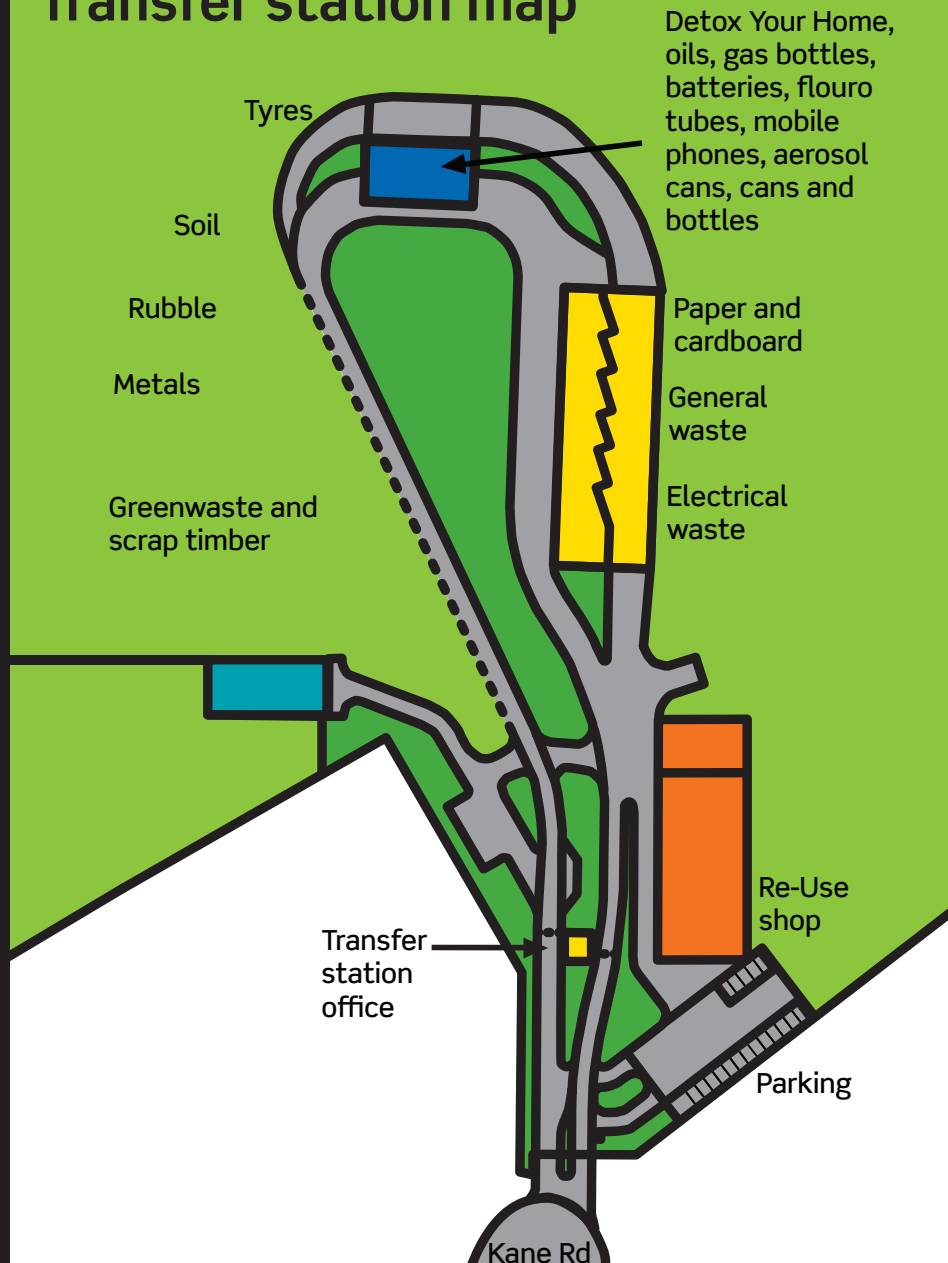 Transfer station map
Detox Your Home,
oils, gas bottles,
batteries, flouro
tubes, mobile
phones, aerosol
cans, cans and
bottles
Tyres
Soil
Rubble
Metals
Greenwaste and
scrap timber
Paper and
cardboard
General
waste
Electrical
waste
Re-Use
shop
Transfer
station
office
Parking
Kane Rd